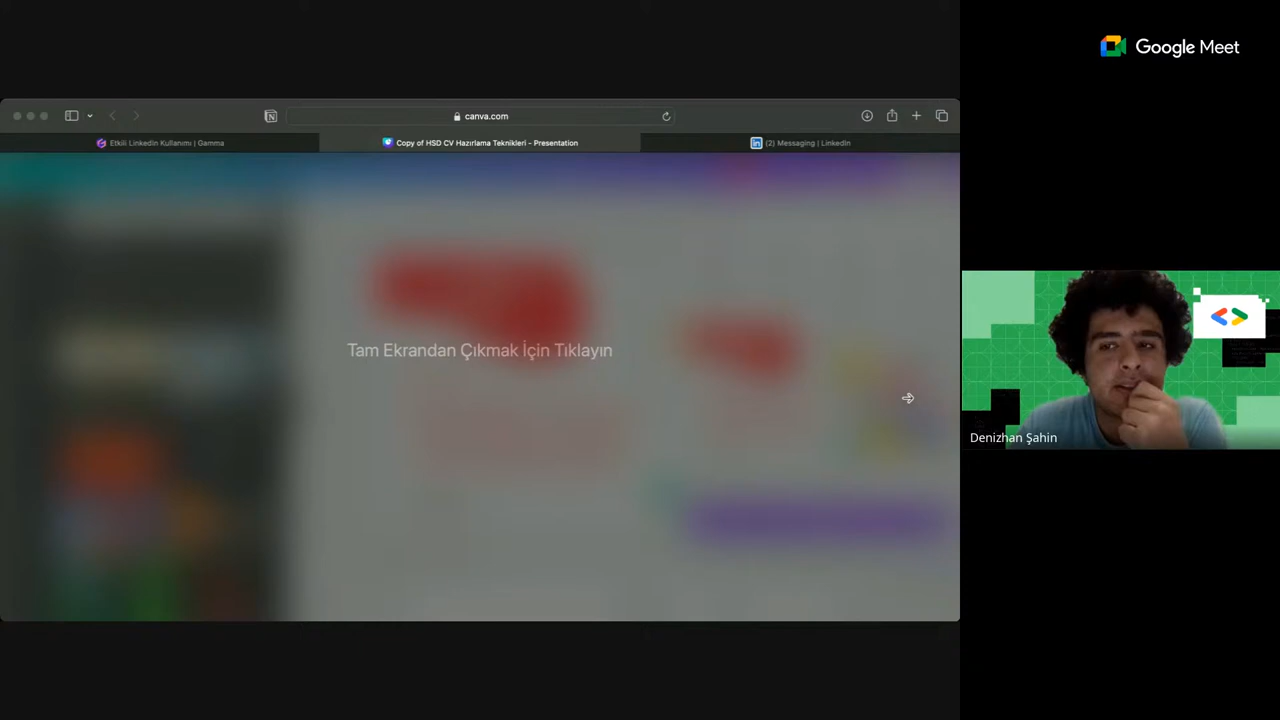 Google Meet
canva.com
Etkili Linkedin Kullanımı | Gamma
Copy of HSD CV Hazırlama Teknikleri - Presentation
(2) Messaging | LinkedIn
Tam Ekrandan Çıkmak İçin Tıklayın
Denizhan Şahin